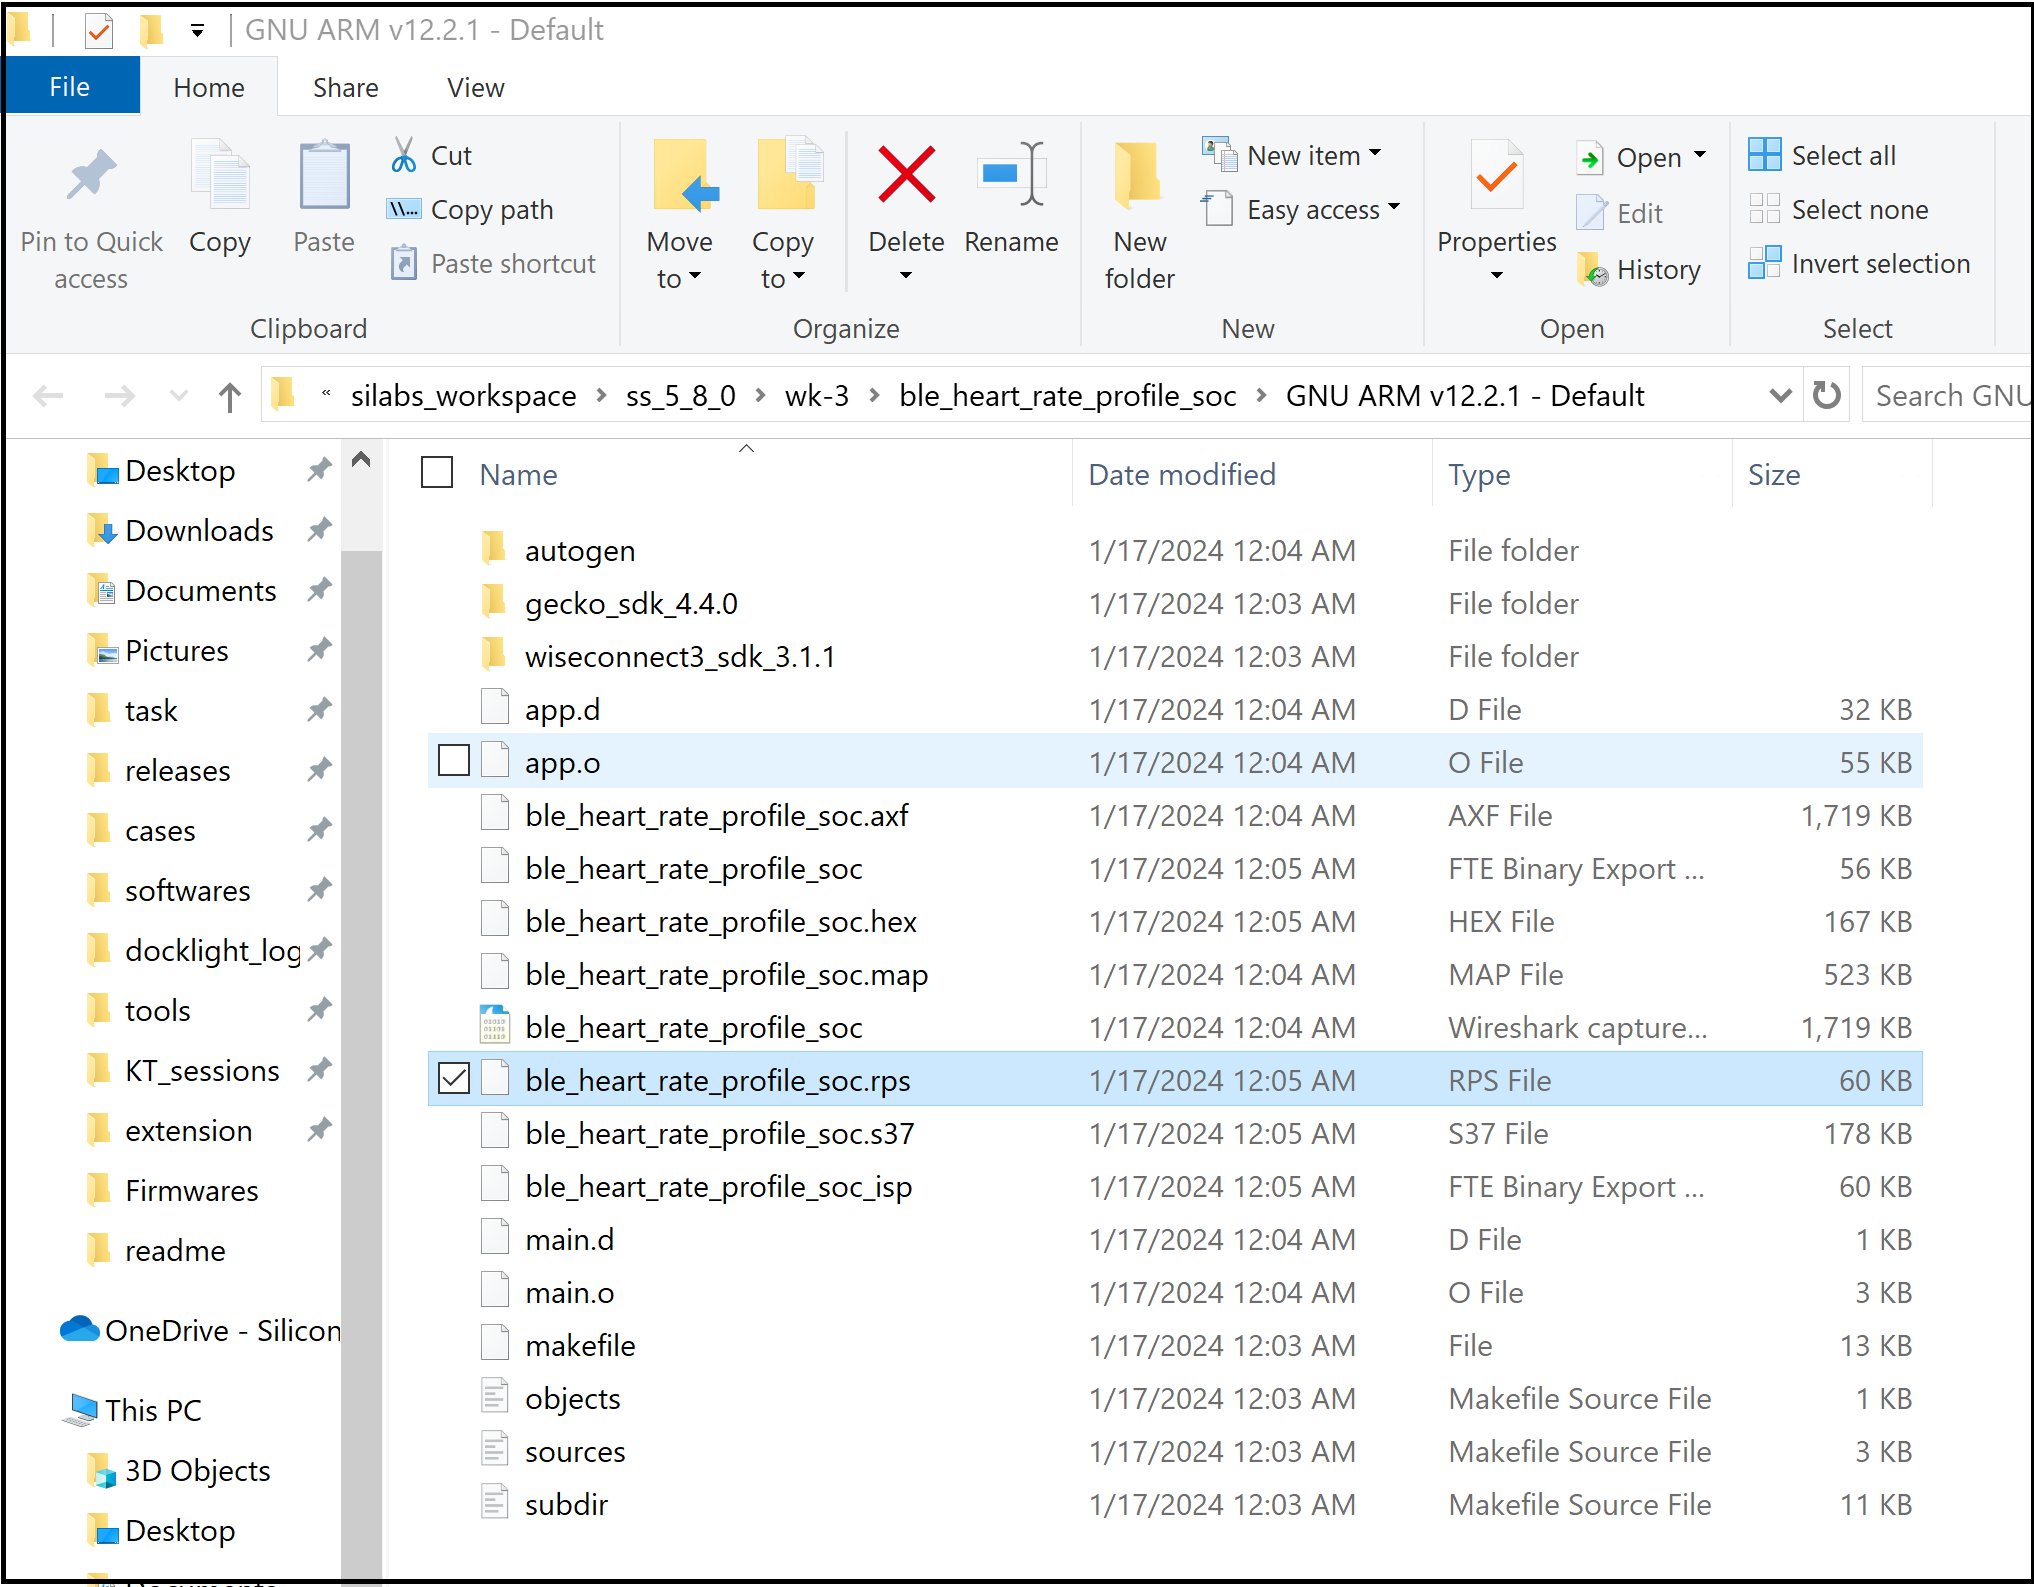 GNU ARM v12.2.1 - Default
File Home Share View
Pin to Quick access
Copy
Paste
Cut
\\... Copy path
Paste shortcut
Clipboard
Move to
Copy to
Delete
Rename
Organize
New folder
New item
Easy access
New
Properties
Open
Edit
History
Open
Select all
Select none
Invert selection
Select
« silabs_workspace > ss_5_8_0 > wk-3 > ble_heart_rate_profile_soc > GNU ARM v12.2.1 - Default
Search GNU
Desktop
Downloads
Documents
Pictures
task
releases
cases
softwares
docklight_log
tools
KT_sessions
extension
Firmwares
readme
OneDrive - Silicon
This PC
3D Objects
Desktop
Documents
Name Date modified Type Size
autogen 1/17/2024 12:04 AM File folder
gecko_sdk_4.4.0 1/17/2024 12:03 AM File folder
wiseconnect3_sdk_3.1.1 1/17/2024 12:03 AM File folder
app.d 1/17/2024 12:04 AM D File 32 KB
app.o 1/17/2024 12:04 AM O File 55 KB
ble_heart_rate_profile_soc.axf 1/17/2024 12:04 AM AXF File 1,719 KB
ble_heart_rate_profile_soc 1/17/2024 12:05 AM FTE Binary Export ... 56 KB
ble_heart_rate_profile_soc.hex 1/17/2024 12:05 AM HEX File 167 KB
ble_heart_rate_profile_soc.map 1/17/2024 12:04 AM MAP File 523 KB
ble_heart_rate_profile_soc 1/17/2024 12:04 AM Wireshark capture... 1,719 KB
ble_heart_rate_profile_soc.rps 1/17/2024 12:05 AM RPS File 60 KB
ble_heart_rate_profile_soc.s37 1/17/2024 12:05 AM S37 File 178 KB
ble_heart_rate_profile_soc_isp 1/17/2024 12:05 AM FTE Binary Export ... 60 KB
main.d 1/17/2024 12:04 AM D File 1 KB
main.o 1/17/2024 12:04 AM O File 3 KB
makefile 1/17/2024 12:03 AM File 13 KB
objects 1/17/2024 12:03 AM Makefile Source File 1 KB
sources 1/17/2024 12:03 AM Makefile Source File 3 KB
subdir 1/17/2024 12:03 AM Makefile Source File 11 KB